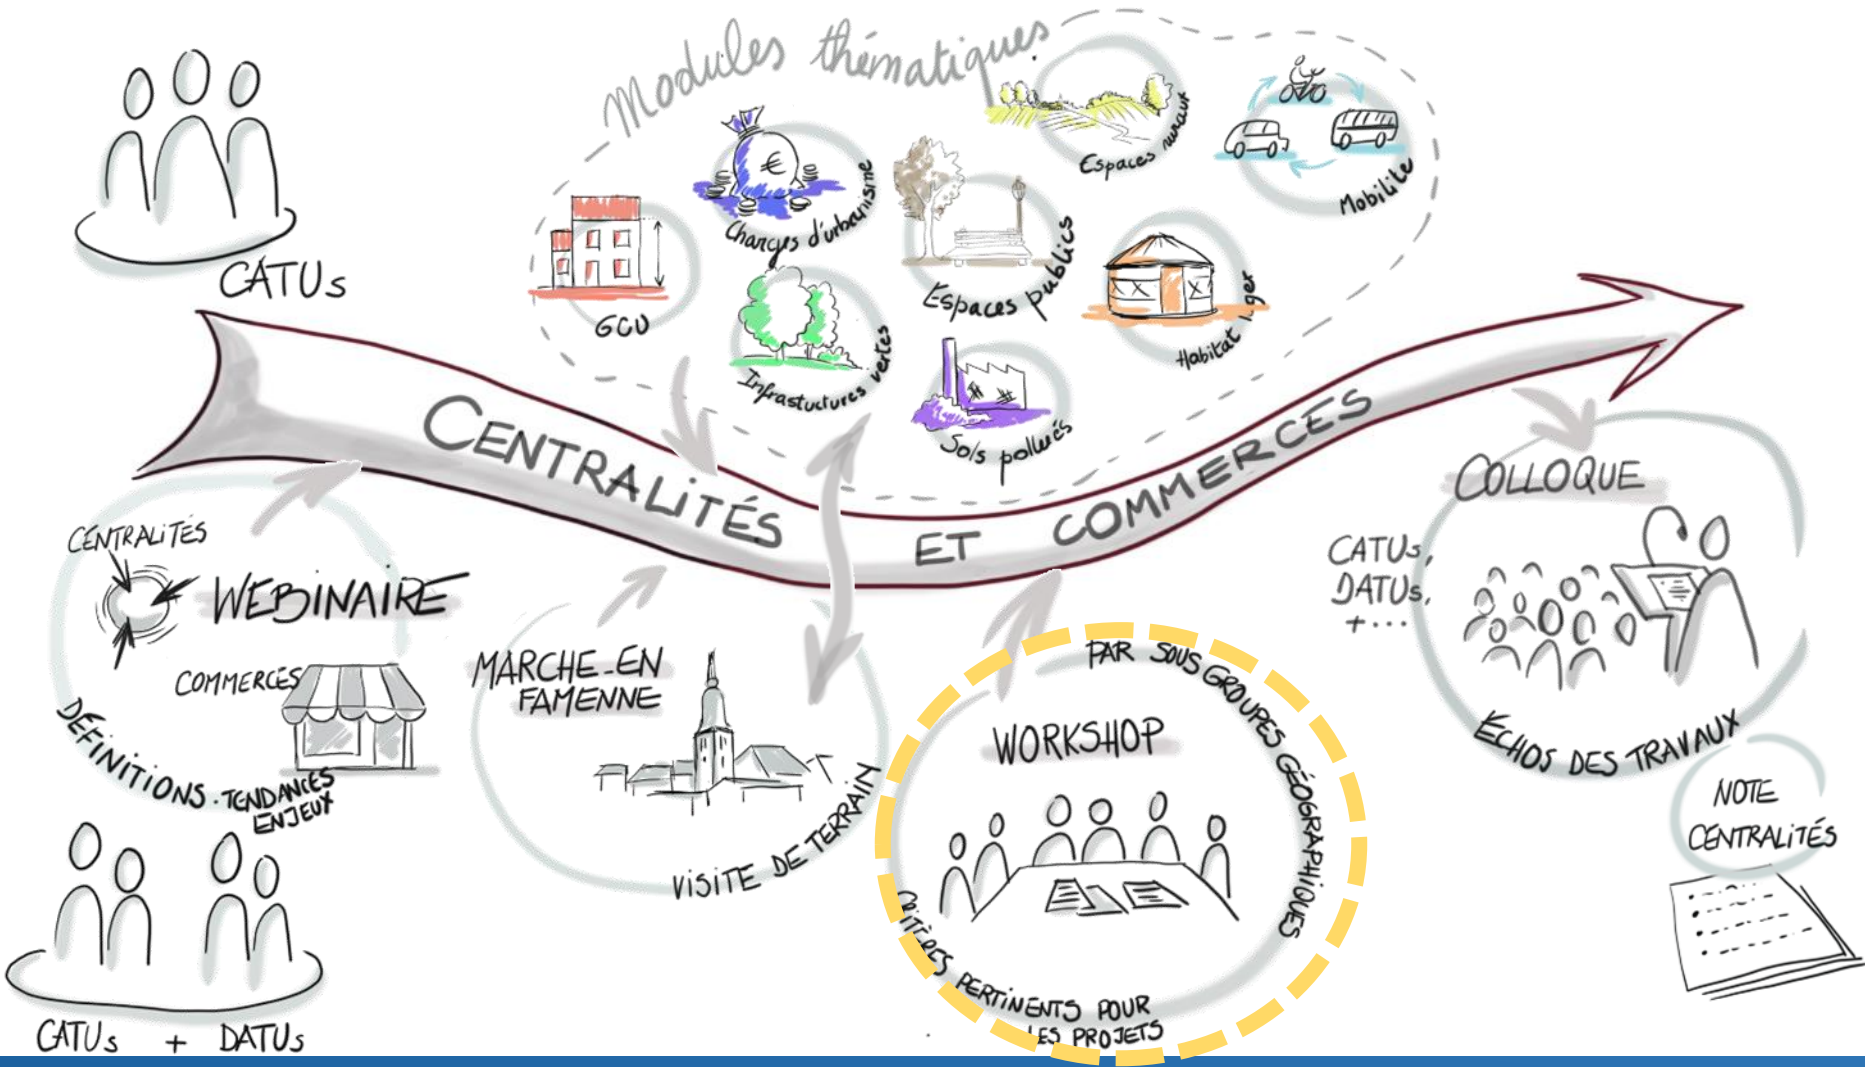 Modules thématiques
CATUs
GCU
Charges d'urbanisme
Infrastuctures vertes
Espaces publics
Sols pollués
Espaces ruraux
Habitat
Mobilité
CENTRALITÉS ET COMMERCES
CENTRALITÉS
WEBINAIRE
COMMERCES
DÉFINITIONS - TENDANCES
ENJEUX
CATUs + DATUs
MARCHE-EN
FAMENNE
VISITE DE TERRAIN
WORKSHOP
PAR SOUS GROUPES GÉOGRAPHIQUES
CRITÈRES PERTINENTS POUR
LES PROJETS
COLLOQUE
CATUs,
DATUs,
+...
ÉCHOS DES TRAVAUX
NOTE
CENTRALITÉS